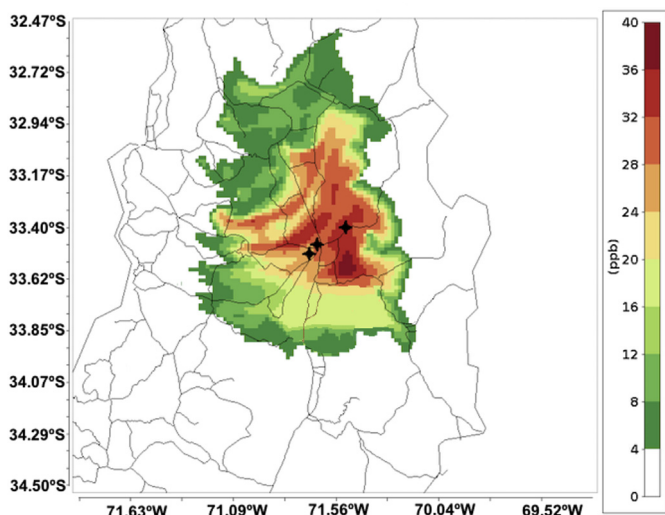 32.47°S
32.72°S
32.94°S
33.17°S
33.40°S
33.62°S
33.85°S
34.07°S
34.29°S
34.50°S
71.63°W
71.09°W
71.56°W
70.04°W
69.52°W
40
36
32
28
24
20
16
12
8
4
0
(ppb)